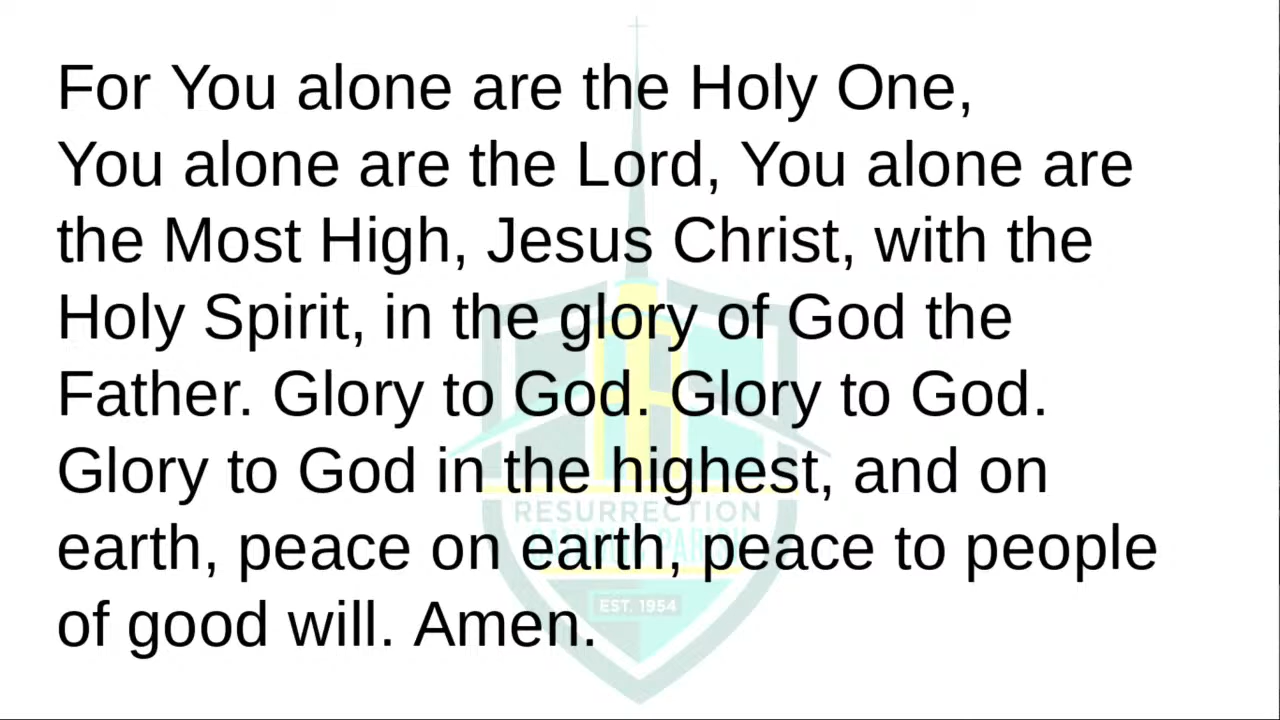 For You alone are the Holy One,
You alone are the Lord, You alone are
the Most High, Jesus Christ, with the
Holy Spirit, in the glory of God the
Father. Glory to God. Glory to God.
Glory to God in the highest, and on
RESURRECTION
earth, peace on earth, peace to people
CATHOLIC PARISH
EST. 1954
of good will. Amen.